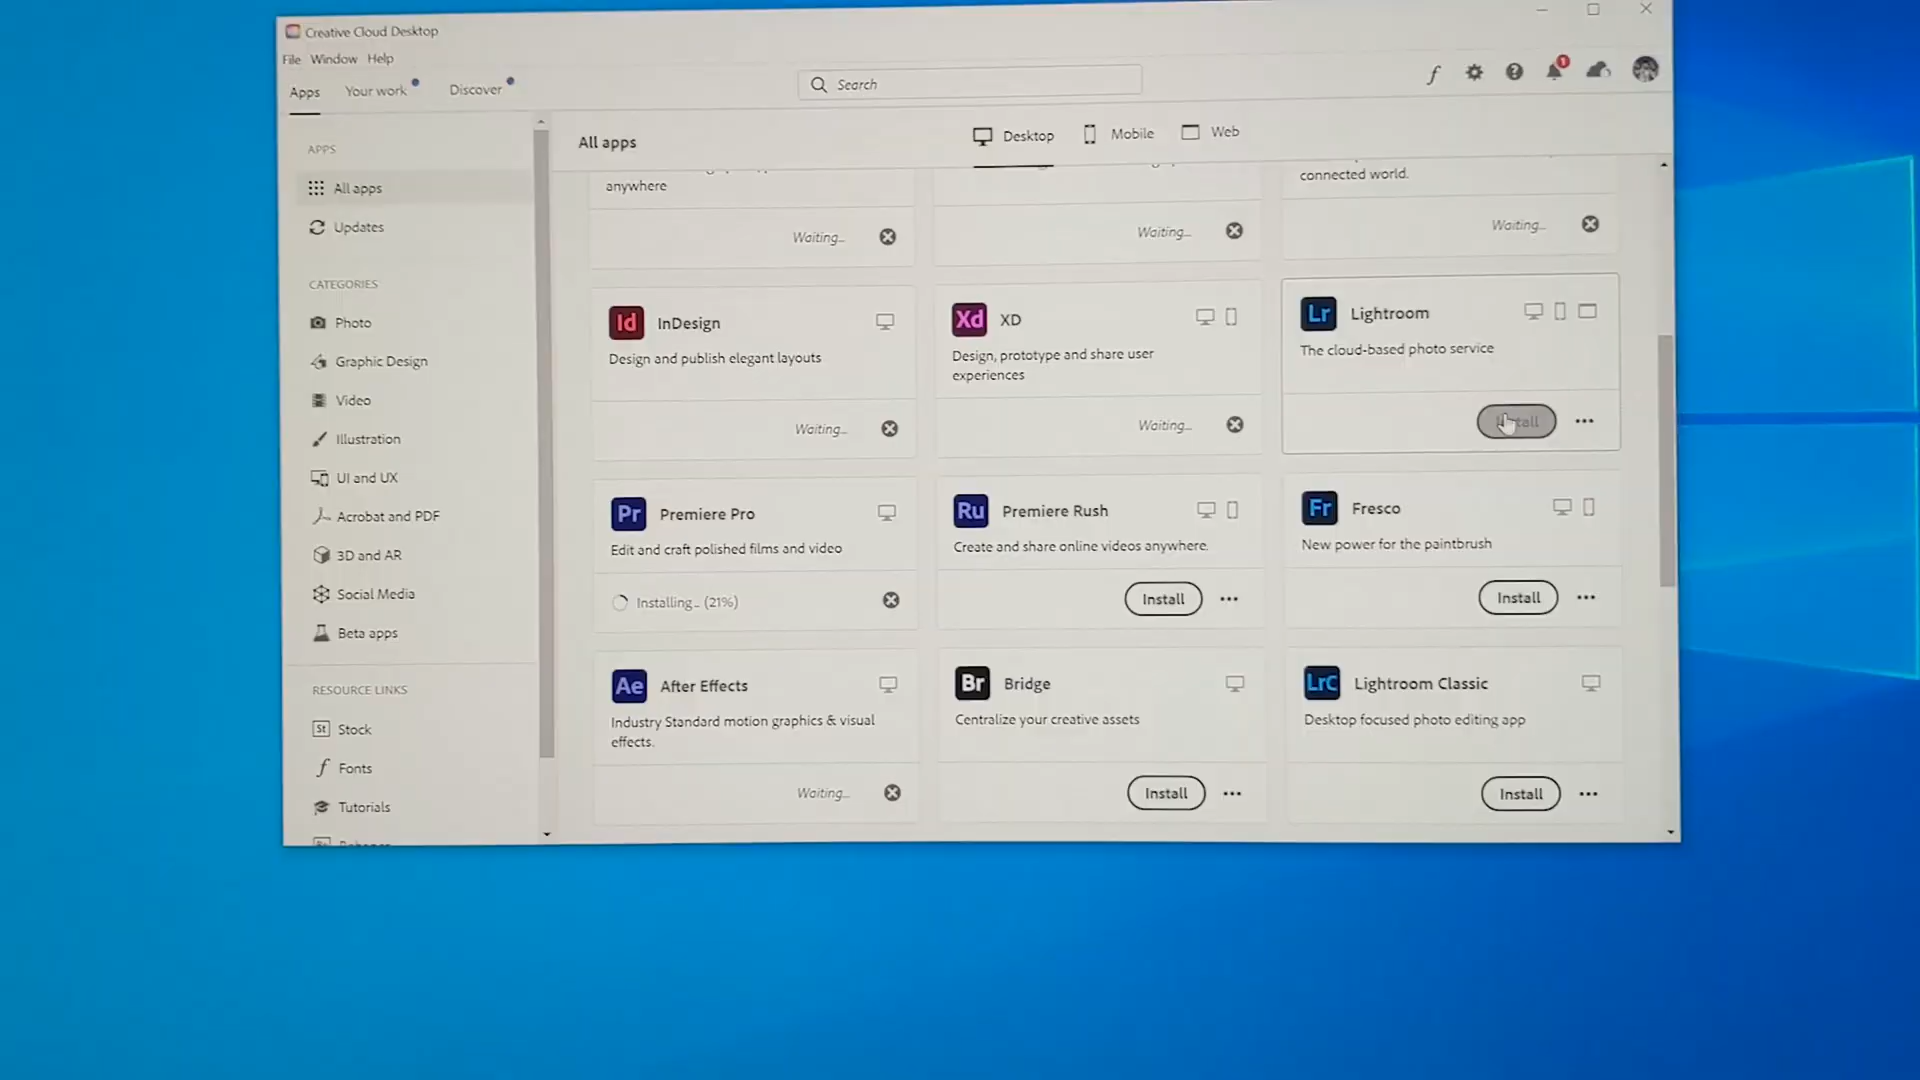 Creative Cloud Desktop
File Window Help
Apps Your work Discover
Search
1
APPS
All apps
Updates
CATEGORIES
Photo
Graphic Design
Video
Illustration
UI and UX
Acrobat and PDF
3D and AR
Social Media
Beta apps
RESOURCE LINKS
St Stock
Fonts
Tutorials
All apps
Desktop Mobile Web
anywhere
connected world.
Waiting...
Waiting...
Waiting...
Id InDesign
Design and publish elegant layouts
Waiting...
Xd XD
Design, prototype and share user
experiences
Waiting...
Lr Lightroom
The cloud-based photo service
Install
Pr Premiere Pro
Edit and craft polished films and video
Installing... (21%)
Ru Premiere Rush
Create and share online videos anywhere.
Install
Fr Fresco
New power for the paintbrush
Install
Ae After Effects
Industry Standard motion graphics & visual
effects.
Waiting...
Br Bridge
Centralize your creative assets
Install
LrC Lightroom Classic
Desktop focused photo editing app
Install